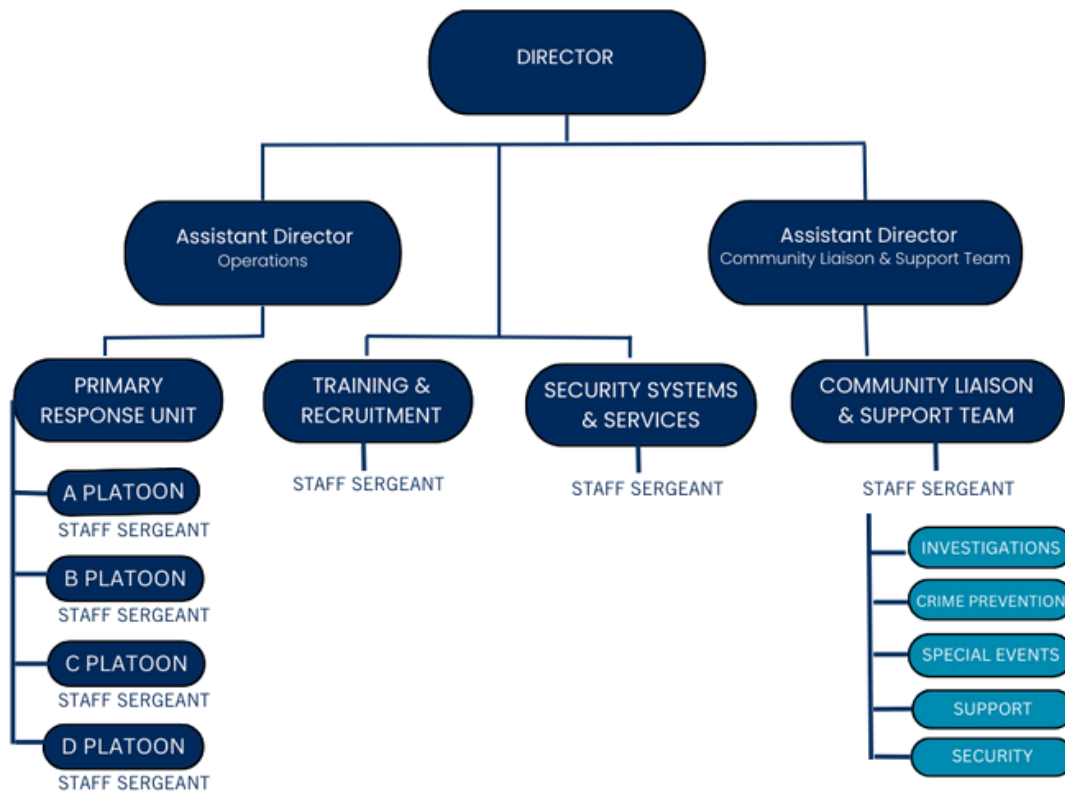 DIRECTOR
Assistant Director
Operations
Assistant Director
Community Liaison & Support Team
PRIMARY
RESPONSE UNIT
TRAINING &
RECRUITMENT
SECURITY SYSTEMS
& SERVICES
COMMUNITY LIAISON
& SUPPORT TEAM
A PLATOON
STAFF SERGEANT
B PLATOON
STAFF SERGEANT
C PLATOON
STAFF SERGEANT
D PLATOON
STAFF SERGEANT
STAFF SERGEANT
STAFF SERGEANT
STAFF SERGEANT
INVESTIGATIONS
CRIME PREVENTION
SPECIAL EVENTS
SUPPORT
SECURITY